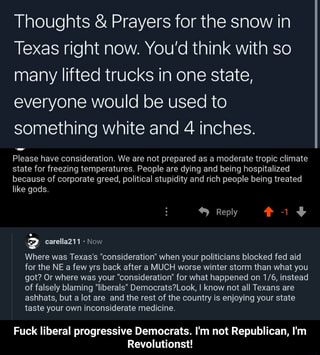 Thoughts & Prayers for the snow in
Texas right now. You'd think with so
many lifted trucks in one state,
everyone would be used to
something white and 4 inches.
Please have consideration. We are not prepared as a moderate tropic climate
state for freezing temperatures. People are dying and being hospitalized
because of corporate greed, political stupidity and rich people being treated
like gods.
Reply
-1
carella211 • Now
Where was Texas's "consideration" when your politicians blocked fed aid
for the NE a few yrs back after a MUCH worse winter storm than what you
got? Or where was your "consideration" for what happened on 1/6, instead
of falsely blaming "liberals" Democrats?Look, I know not all Texans are
ashhats, but a lot are and the rest of the country is enjoying your state
taste your own inconsiderate medicine.
Fuck liberal progressive Democrats. I'm not Republican, I'm
Revolutionst!